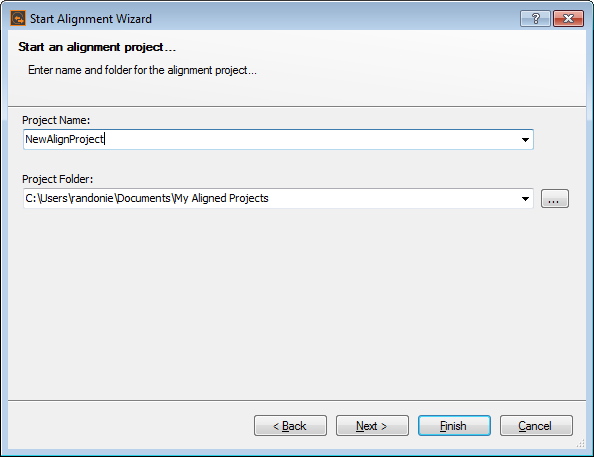 Start Alignment Wizard
?
Start an alignment project...
Enter name and folder for the alignment project...
Project Name:
NewAlignProject
Project Folder:
C:\Users\randonie\Documents\My Aligned Projects
...
< Back Next > Finish Cancel